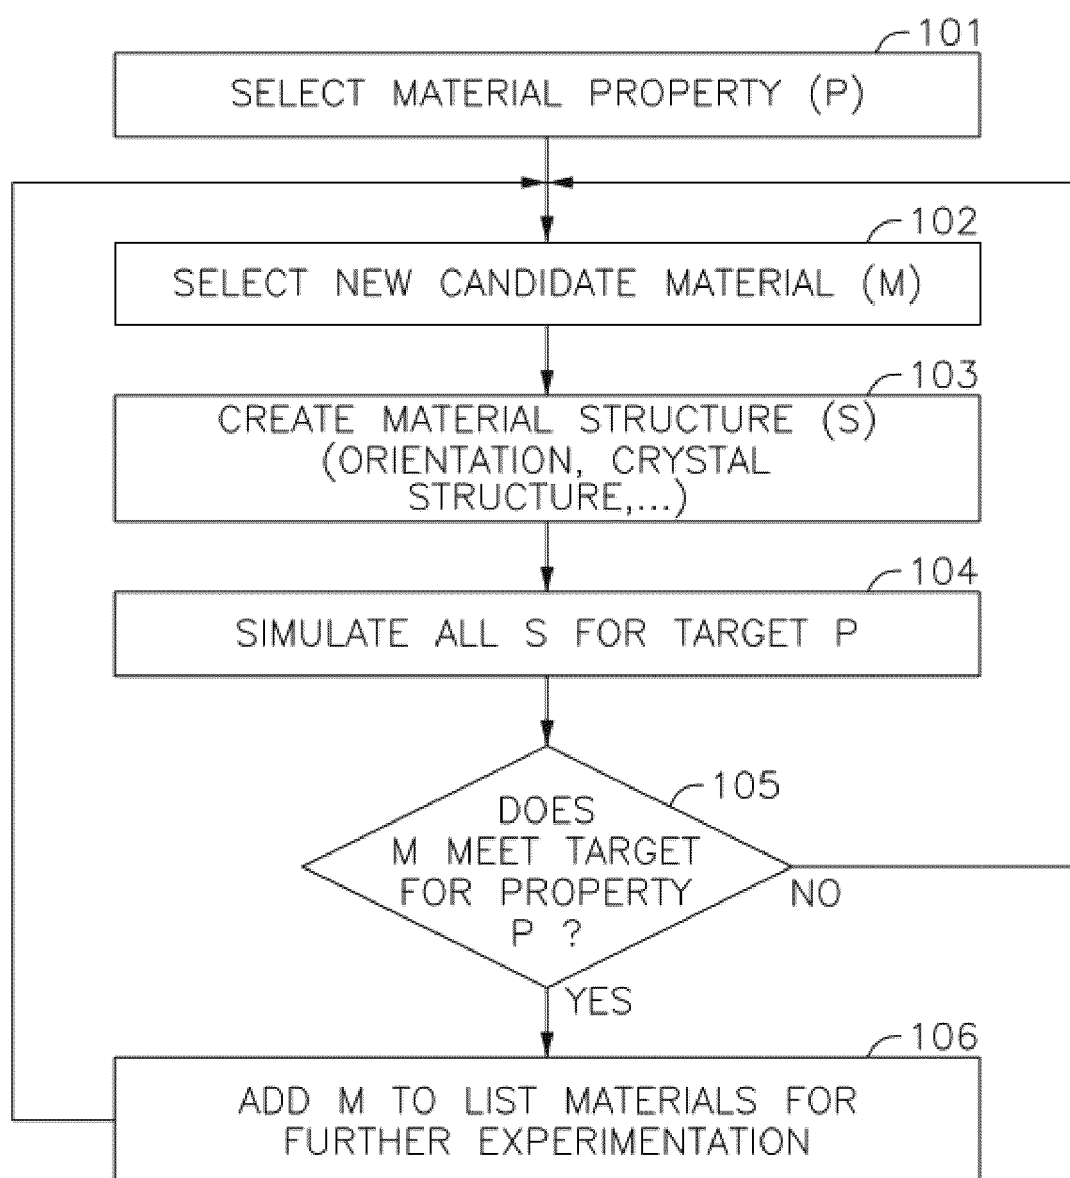 101
SELECT MATERIAL PROPERTY (P)
102
SELECT NEW CANDIDATE MATERIAL (M)
103
CREATE MATERIAL STRUCTURE (S)
(ORIENTATION, CRYSTAL
STRUCTURE,...)
104
SIMULATE ALL S FOR TARGET P
105
DOES
M MEET TARGET
FOR PROPERTY
P ?
NO
YES
106
ADD M TO LIST MATERIALS FOR
FURTHER EXPERIMENTATION